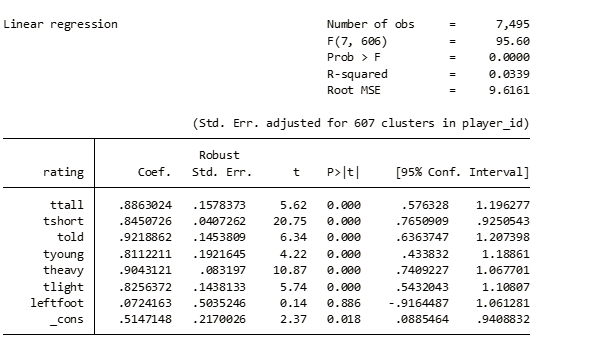 Linear regression Number of obs = 7,495
F(7, 606) = 95.60
Prob > F = 0.0000
R-squared = 0.0339
Root MSE = 9.6161
(Std. Err. adjusted for 607 clusters in player_id)
Robust
rating Coef. Std. Err. t P>|t| [95% Conf. Interval]
ttall .8863024 .1578373 5.62 0.000 .576328 1.196277
tshort .8450726 .0407262 20.75 0.000 .7650909 .9250543
told .9218862 .1453809 6.34 0.000 .6363747 1.207398
tyoung .8112211 .1921645 4.22 0.000 .433832 1.18861
theavy .9043121 .083197 10.87 0.000 .7409227 1.067701
tlight .8256372 .1438133 5.74 0.000 .5432043 1.10807
leftfoot .0724163 .5035246 0.14 0.886 -.9164487 1.061281
_cons .5147148 .2170026 2.37 0.018 .0885464 .9408832